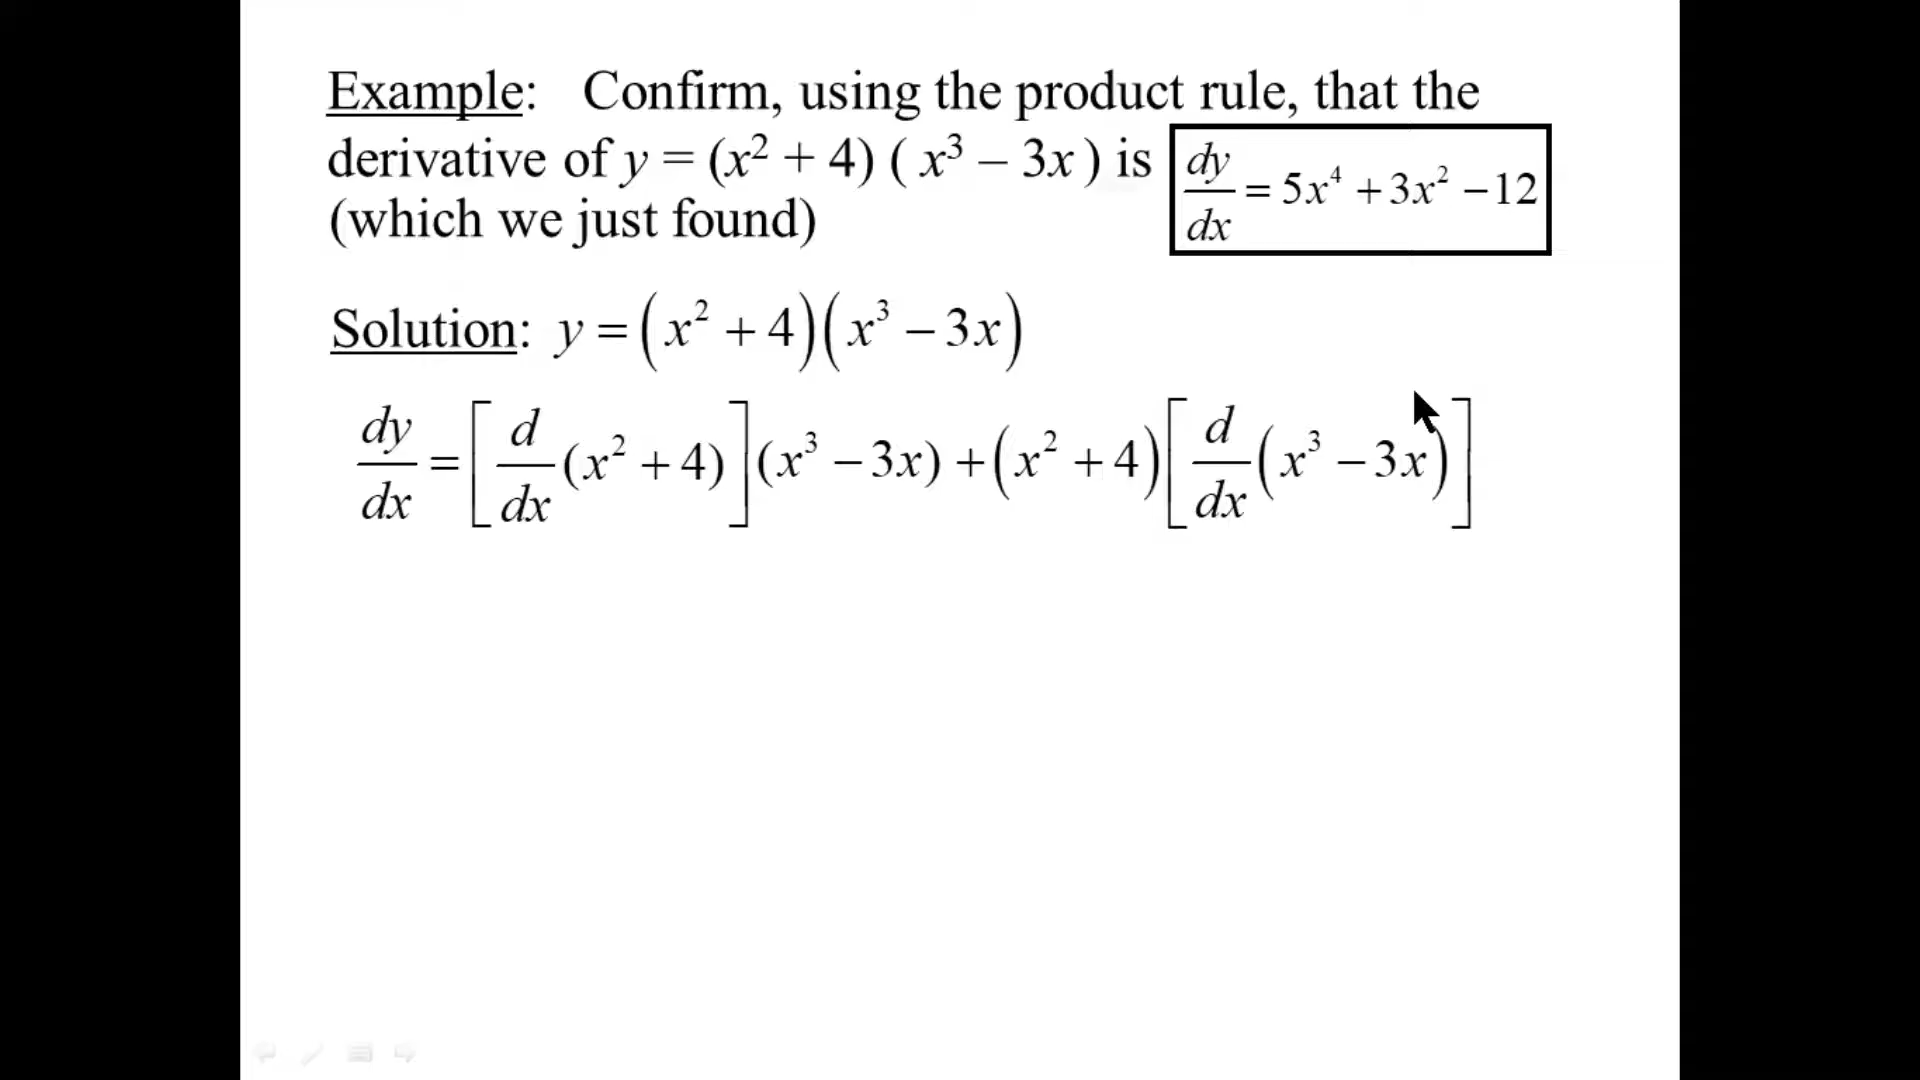 Example: Confirm, using the product rule, that the
derivative of y = (x² + 4) ( x³ – 3x ) is dy/dx = 5x⁴ + 3x² − 12
(which we just found)
Solution: y = (x² + 4)(x³ − 3x)
dy/dx = [d/dx (x² + 4)](x³ − 3x) + (x² + 4)[d/dx (x³ − 3x)]